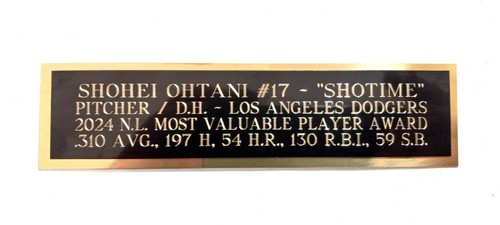 SHOHEI OHTANI #17 ~ "SHOTIME"
PITCHER / D.H. ~ LOS ANGELES DODGERS
2024 N.L. MOST VALUABLE PLAYER AWARD
.310 AVG., 197 H, 54 H.R., 130 R.B.I., 59 S.B.